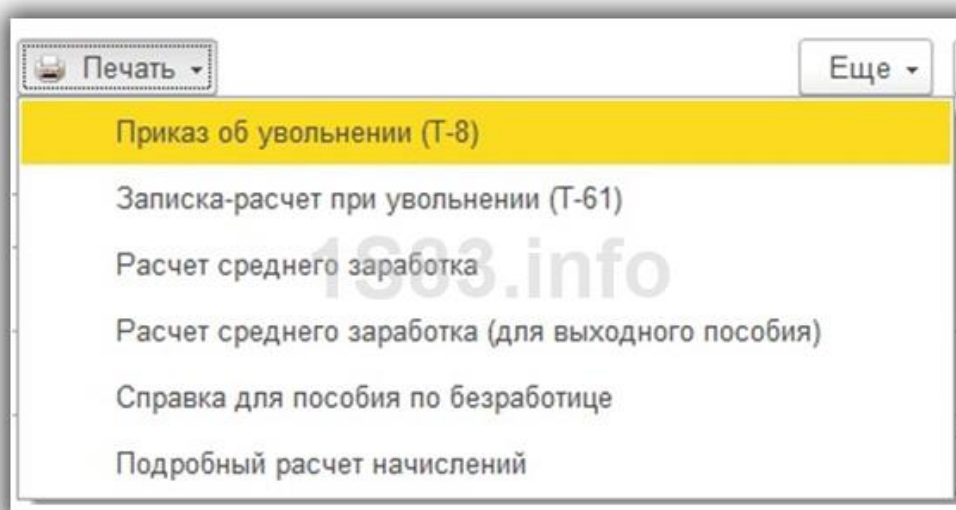 Печать
Еще
Приказ об увольнении (Т-8)
Записка-расчет при увольнении (Т-61)
1S83.info
Расчет среднего заработка
Расчет среднего заработка (для выходного пособия)
Справка для пособия по безработице
Подробный расчет начислений